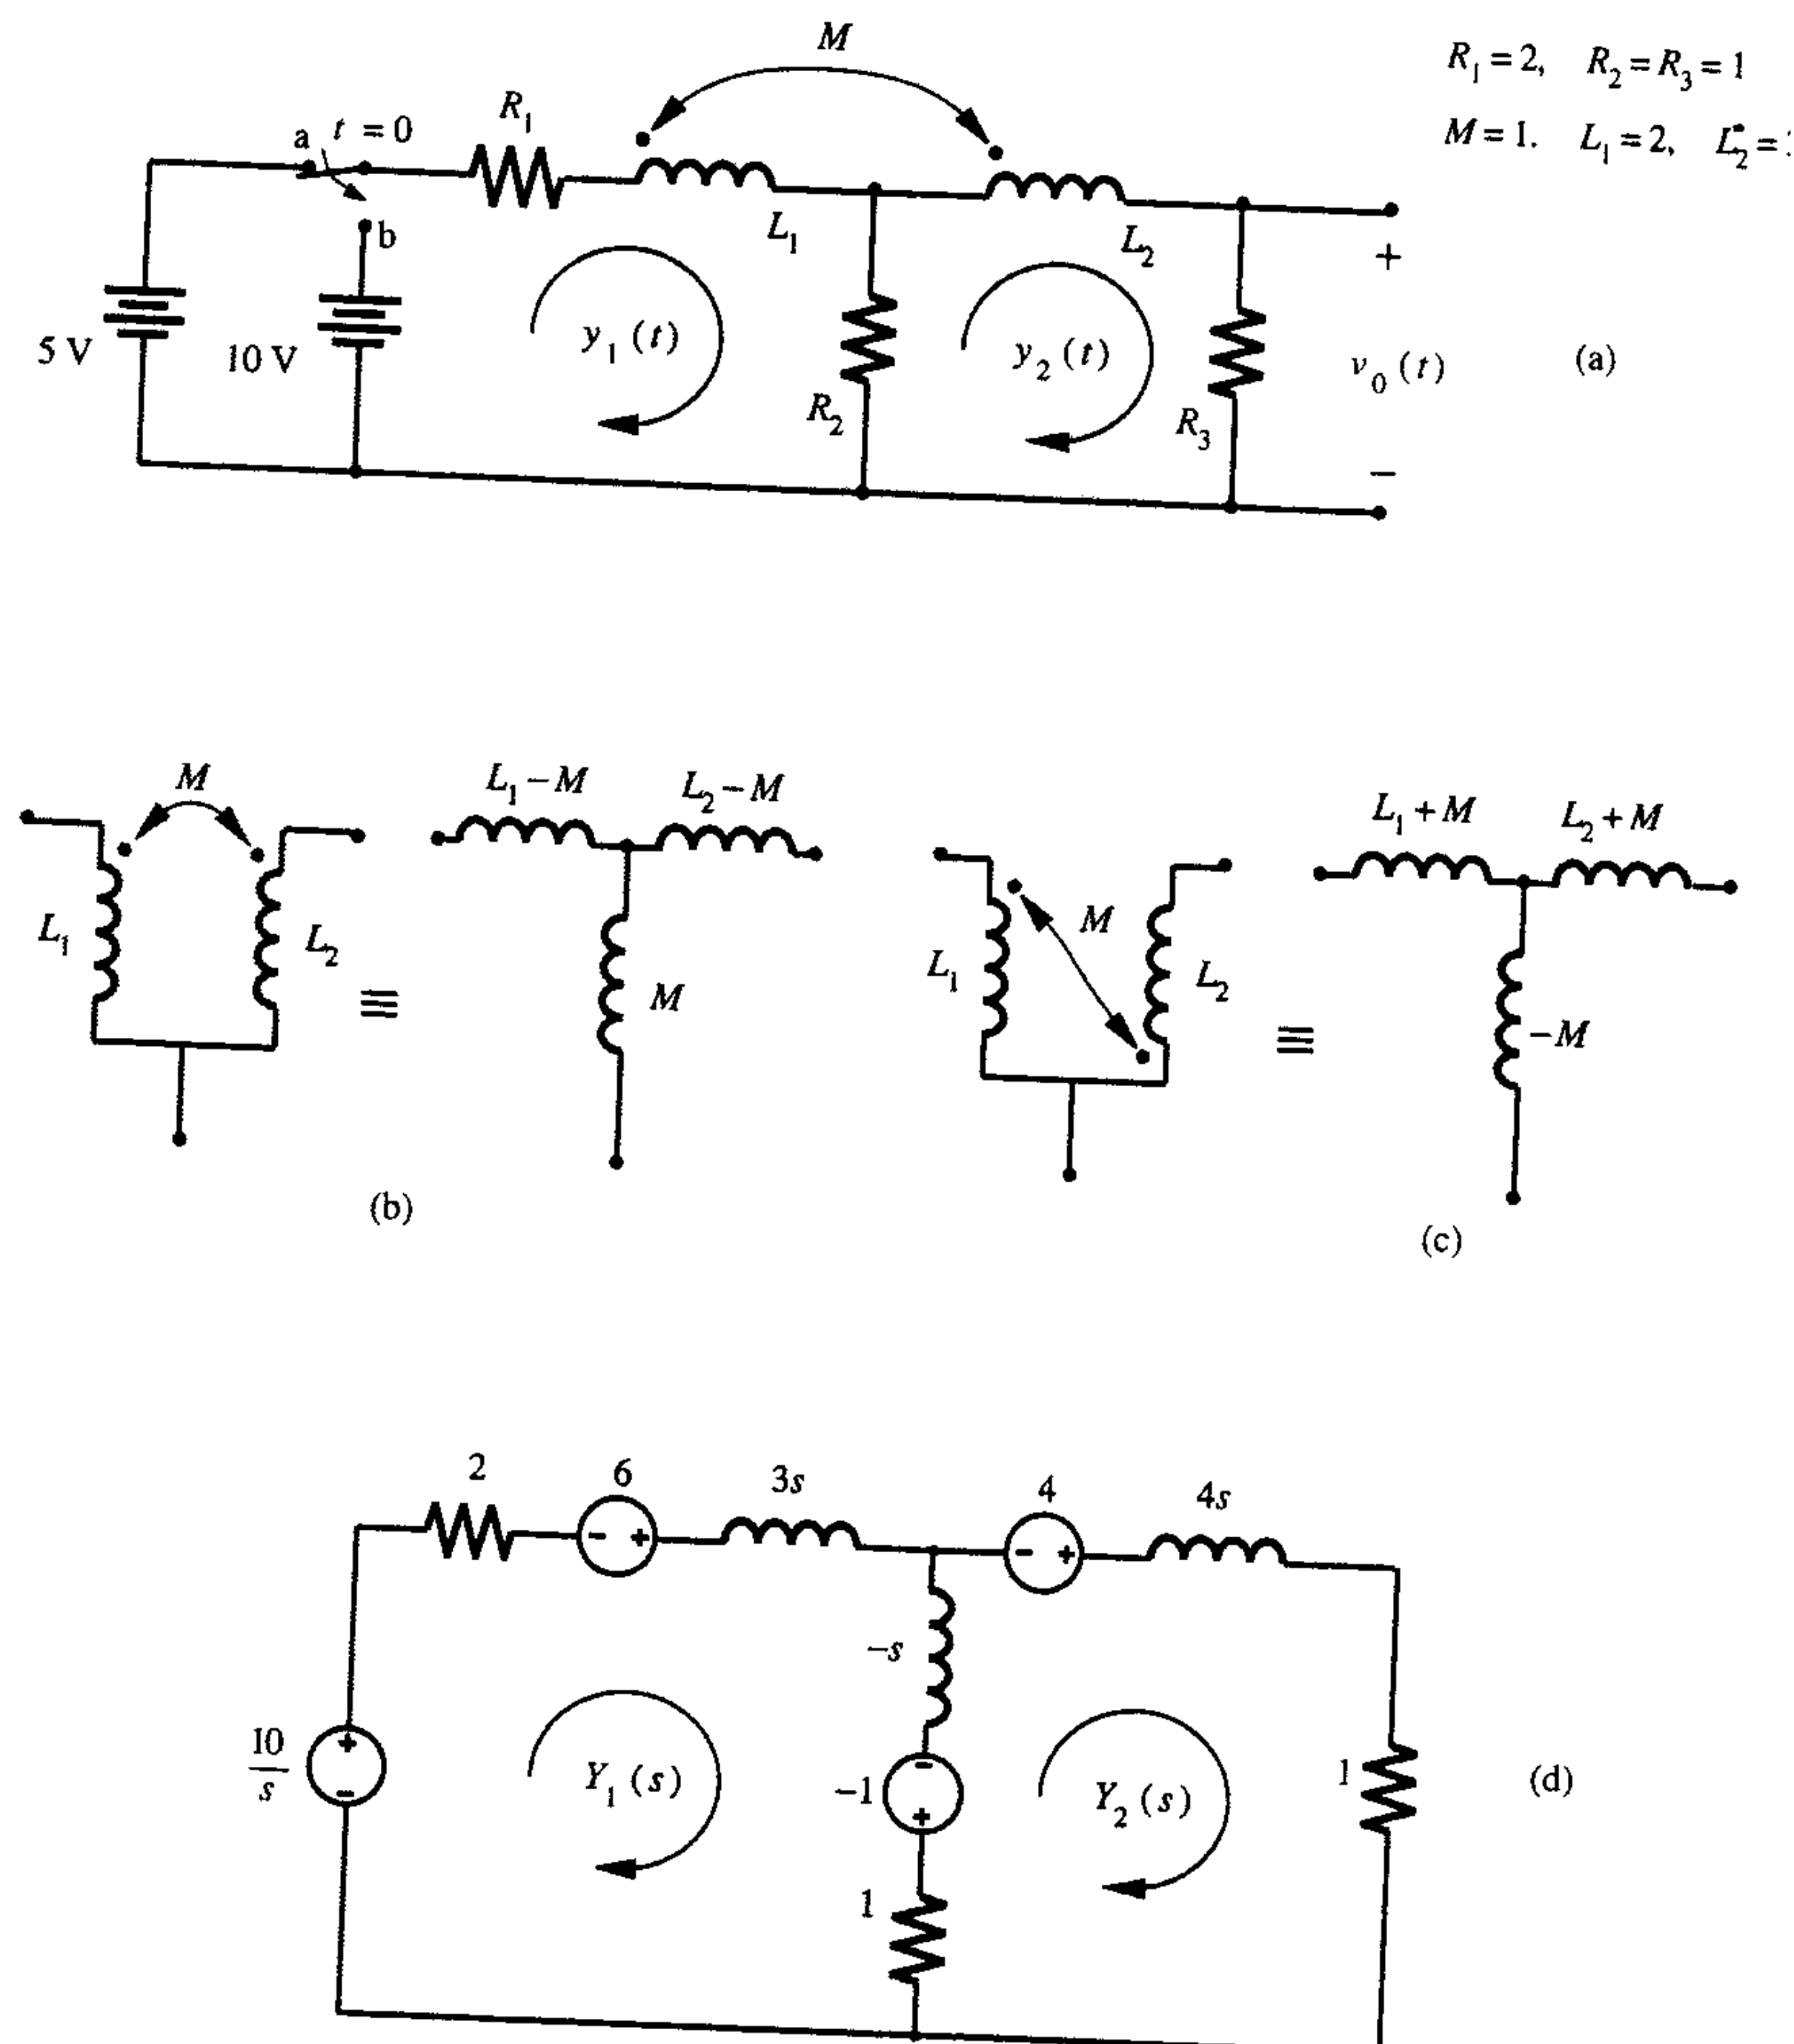 M
R₁ = 2, R₂ = R₃ = 1
M = 1. L₁ = 2, L₂ =
a t = 0
R₁
L₁
L₂
b
+
5 V
10 V
y₁ (t)
y₂ (t)
v₀ (t)
(a)
R₂
R₃
−
M
L₁ − M
L₂ − M
L₁
L₂
≡
M
(b)
L₁ + M
L₂ + M
M
L₁
L₂
≡
−M
(c)
2
6
3s
4
4s
− +
− +
−s
10/s
+
−
Y₁ (s)
−1
−
+
Y₂ (s)
1
(d)
1